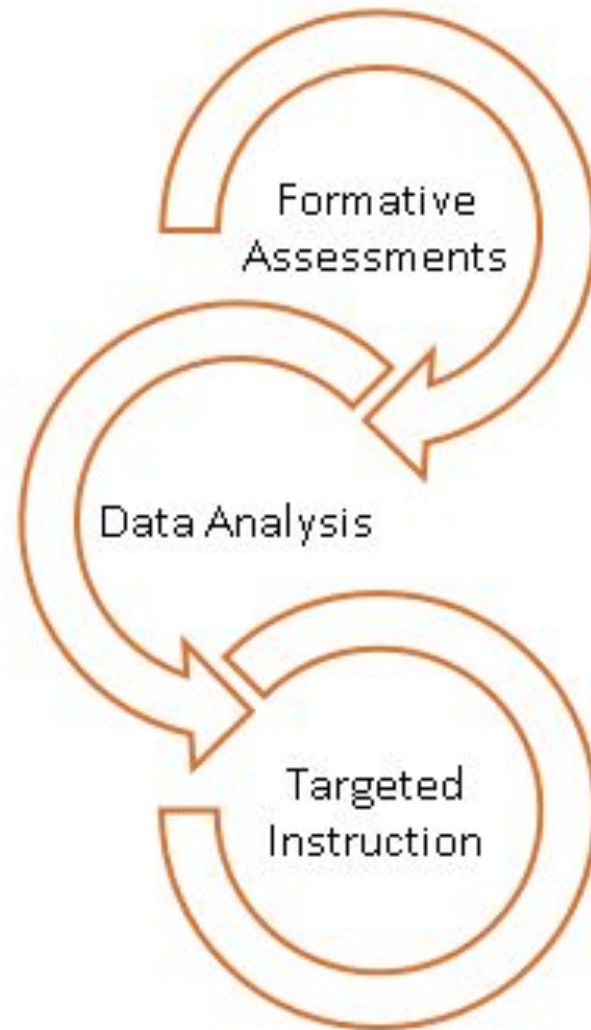 Formative
Assessments
Data Analysis
Targeted
Instruction